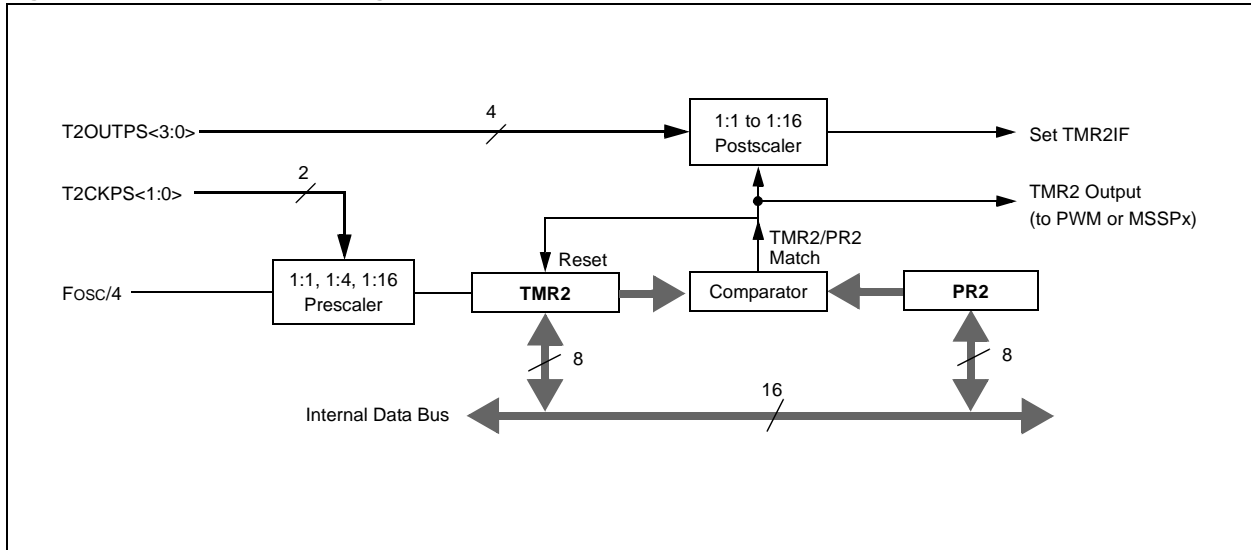 4
T2OUTPS<3:0>
1:1 to 1:16
Postscaler
Set TMR2IF
2
T2CKPS<1:0>
TMR2 Output
(to PWM or MSSPx)
TMR2/PR2
Match
Reset
FOSC/4
1:1, 1:4, 1:16
Prescaler
TMR2
Comparator
PR2
8
8
16
Internal Data Bus